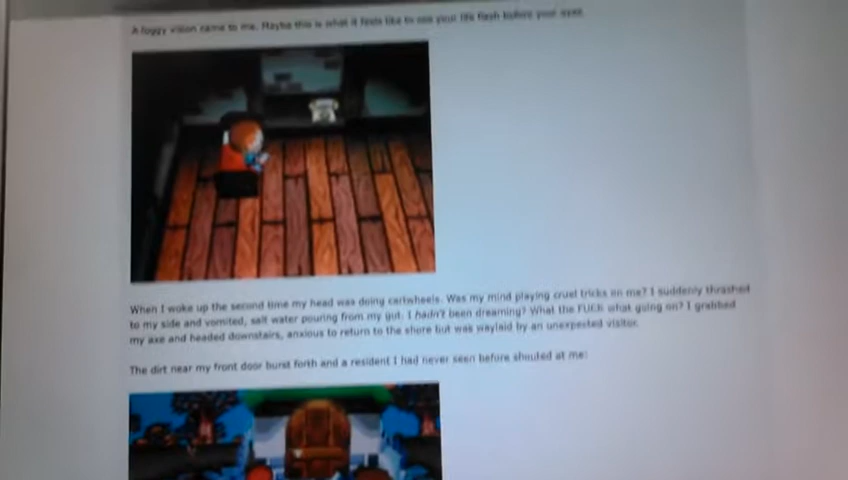 A foggy vision came to me. Maybe this is what it feels like to see your life flash before your eyes.
When I woke up the second time my head was doing cartwheels. Was my mind playing cruel tricks on me? I suddenly thrashed
to my side and vomited, salt water pouring from my gut. I hadn't been dreaming? What the FUCK what going on? I grabbed
my axe and headed downstairs, anxious to return to the shore but was waylaid by an unexpected visitor.
The dirt near my front door burst forth and a resident I had never seen before shouted at me: